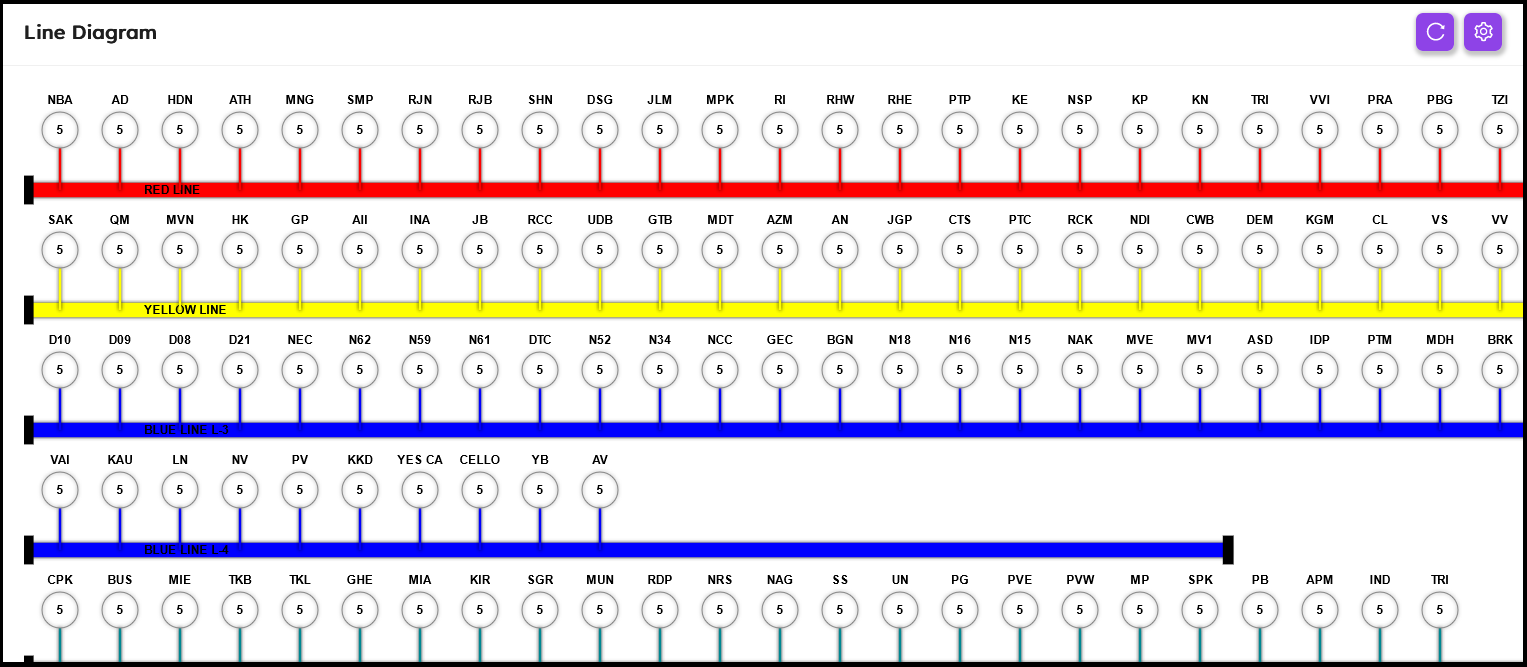 Line Diagram
NBA AD HDN ATH MNG SMP RJN RJB SHN DSG JLM MPK RI RHW RHE PTP KE NSP KP KN TRI VVI PRA PBG TZI
5 5 5 5 5 5 5 5 5 5 5 5 5 5 5 5 5 5 5 5 5 5 5 5 5
RED LINE
SAK QM MVN HK GP AII INA JB RCC UDB GTB MDT AZM AN JGP CTS PTC RCK NDI CWB DEM KGM CL VS VV
5 5 5 5 5 5 5 5 5 5 5 5 5 5 5 5 5 5 5 5 5 5 5 5 5
YELLOW LINE
D10 D09 D08 D21 NEC N62 N59 N61 DTC N52 N34 NCC GEC BGN N18 N16 N15 NAK MVE MV1 ASD IDP PTM MDH BRK
5 5 5 5 5 5 5 5 5 5 5 5 5 5 5 5 5 5 5 5 5 5 5 5 5
BLUE LINE L-3
VAI KAU LN NV PV KKD YES CA CELLO YB AV
5 5 5 5 5 5 5 5 5 5
BLUE LINE L-4
CPK BUS MIE TKB TKL GHE MIA KIR SGR MUN RDP NRS NAG SS UN PG PVE PVW MP SPK PB APM IND TRI
5 5 5 5 5 5 5 5 5 5 5 5 5 5 5 5 5 5 5 5 5 5 5 5